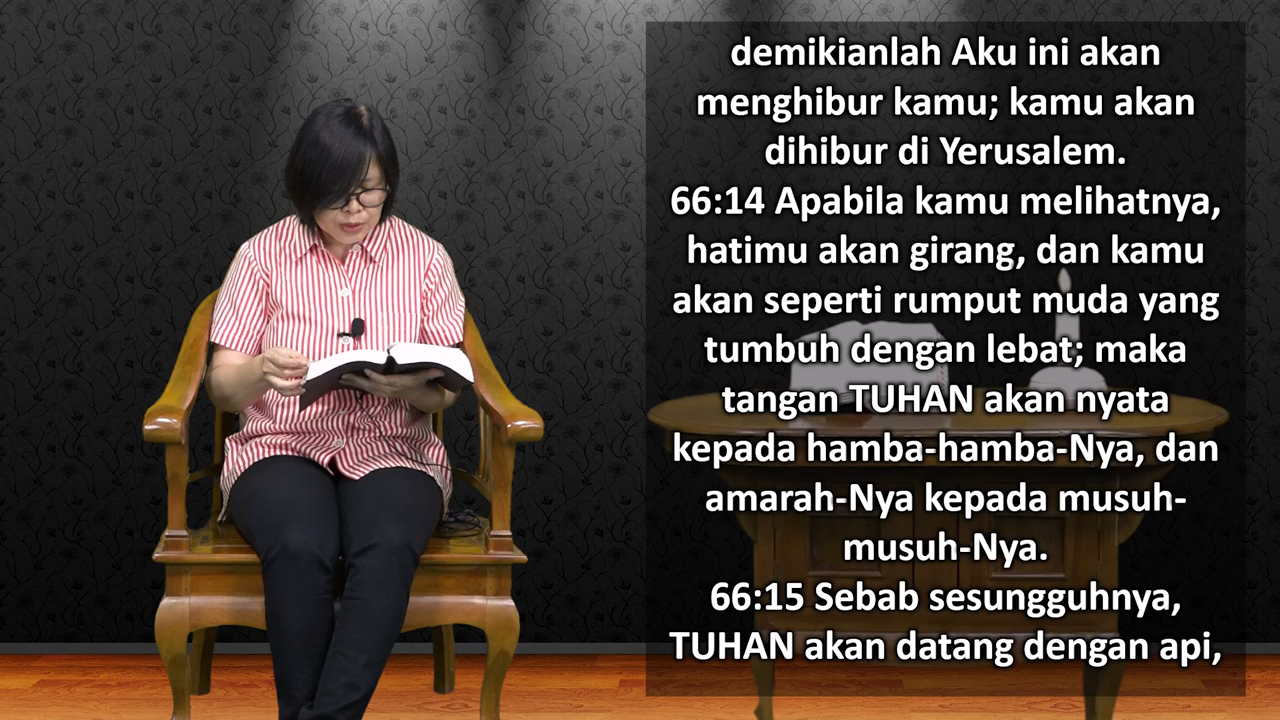 demikianlah Aku ini akan
menghibur kamu; kamu akan
dihibur di Yerusalem.
66:14 Apabila kamu melihatnya,
hatimu akan girang, dan kamu
akan seperti rumput muda yang
tumbuh dengan lebat; maka
tangan TUHAN akan nyata
kepada hamba-hamba-Nya, dan
amarah-Nya kepada musuh-
musuh-Nya.
66:15 Sebab sesungguhnya,
TUHAN akan datang dengan api,